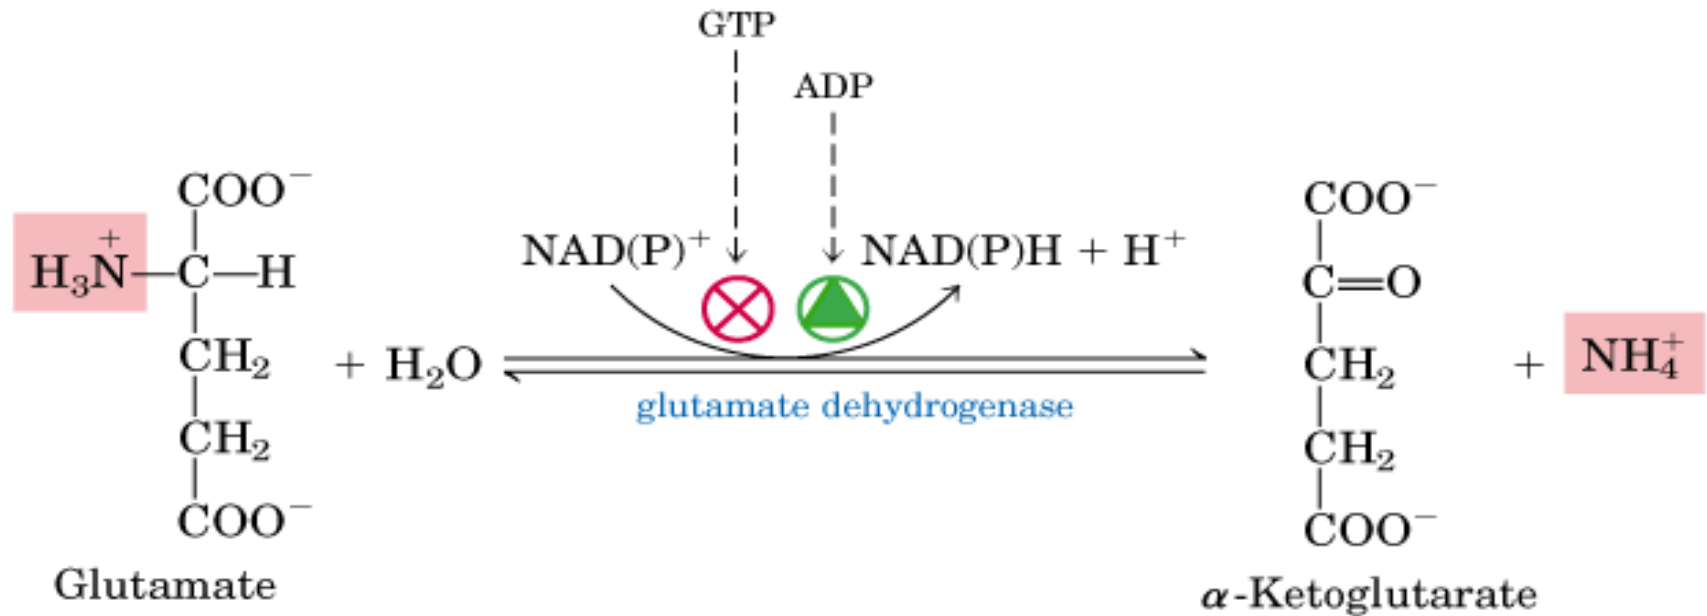 GTP
ADP
COO⁻
H₃N⁺—C—H
CH₂
CH₂
COO⁻
Glutamate
+ H₂O
NAD(P)⁺
NAD(P)H + H⁺
glutamate dehydrogenase
COO⁻
C=O
CH₂
CH₂
COO⁻
α-Ketoglutarate
+ NH₄⁺